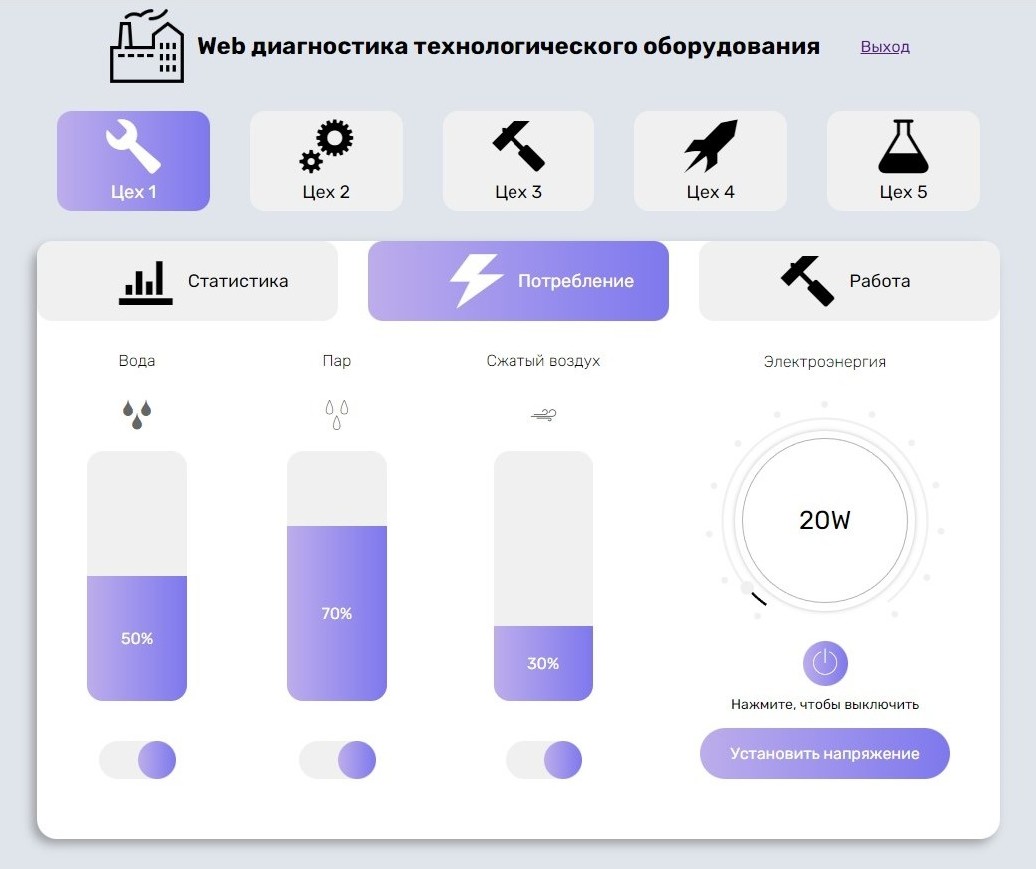 Web диагностика технологического оборудования
Выход
Цех 1
Цех 2
Цех 3
Цех 4
Цех 5
Статистика
Потребление
Работа
Вода
Пар
Сжатый воздух
Электроэнергия
50%
70%
30%
20W
Нажмите, чтобы выключить
Установить напряжение